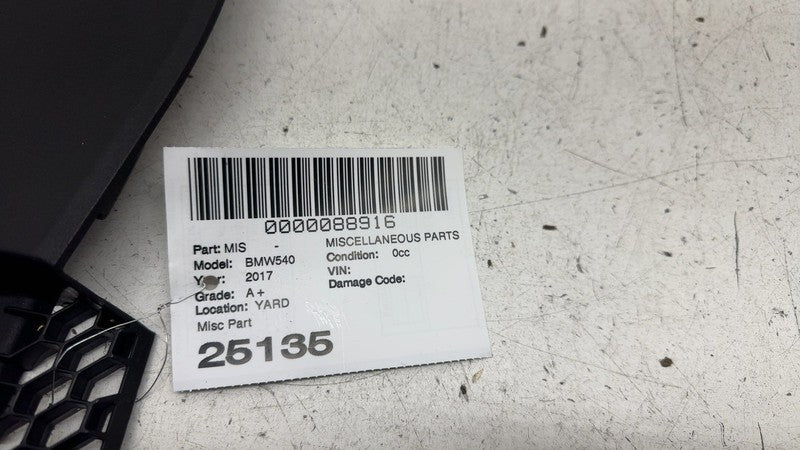 0000088916
Part: MIS - MISCELLANEOUS PARTS
Model: BMW540 Condition: 0cc
Year: 2017 VIN:
Grade: A+ Damage Code:
Location: YARD
Misc Part
25135